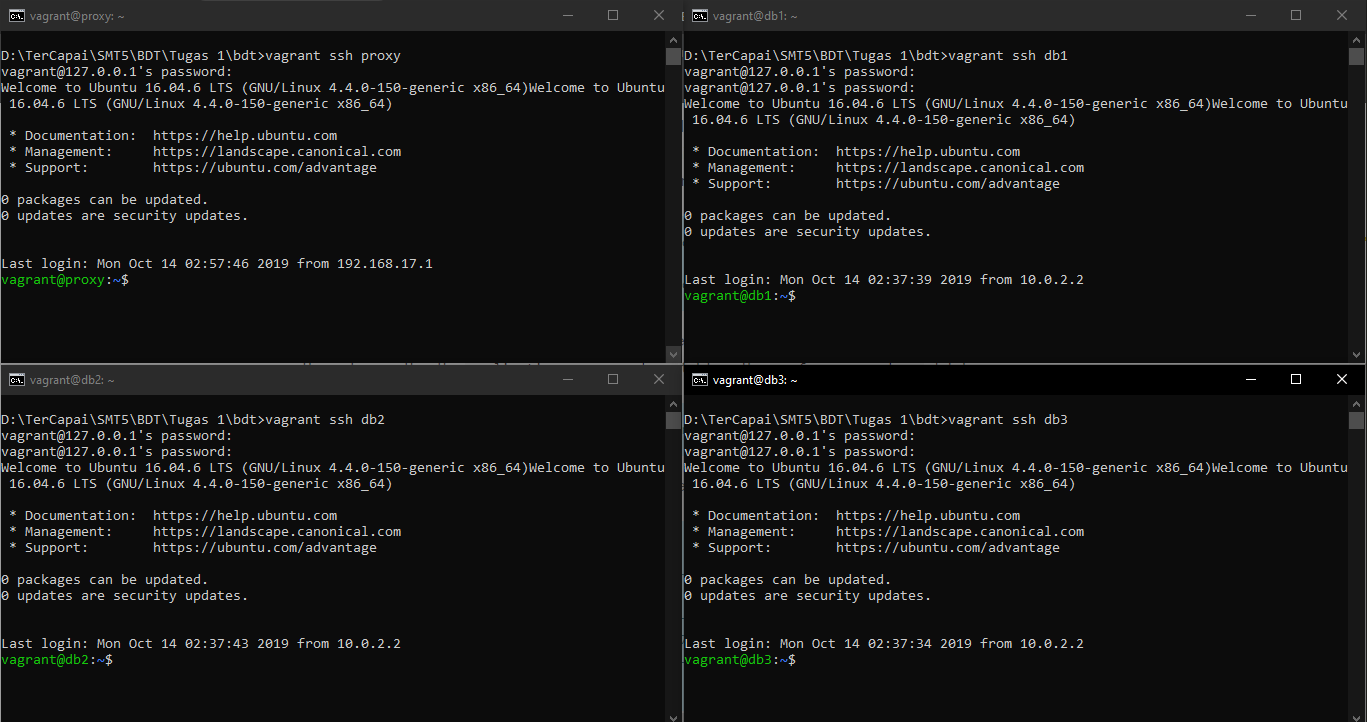 vagrant@proxy: ~
D:\TerCapai\SMT5\BDT\Tugas 1\bdt>vagrant ssh proxy
vagrant@127.0.0.1's password:
Welcome to Ubuntu 16.04.6 LTS (GNU/Linux 4.4.0-150-generic x86_64)Welcome to Ubuntu
 16.04.6 LTS (GNU/Linux 4.4.0-150-generic x86_64)
 * Documentation:  https://help.ubuntu.com
 * Management:     https://landscape.canonical.com
 * Support:        https://ubuntu.com/advantage
0 packages can be updated.
0 updates are security updates.
Last login: Mon Oct 14 02:57:46 2019 from 192.168.17.1
vagrant@proxy:~$
vagrant@db1: ~
D:\TerCapai\SMT5\BDT\Tugas 1\bdt>vagrant ssh db1
vagrant@127.0.0.1's password:
vagrant@127.0.0.1's password:
Welcome to Ubuntu 16.04.6 LTS (GNU/Linux 4.4.0-150-generic x86_64)Welcome to Ubuntu
 16.04.6 LTS (GNU/Linux 4.4.0-150-generic x86_64)
 * Documentation:  https://help.ubuntu.com
 * Management:     https://landscape.canonical.com
 * Support:        https://ubuntu.com/advantage
0 packages can be updated.
0 updates are security updates.
Last login: Mon Oct 14 02:37:39 2019 from 10.0.2.2
vagrant@db1:~$
vagrant@db2: ~
D:\TerCapai\SMT5\BDT\Tugas 1\bdt>vagrant ssh db2
vagrant@127.0.0.1's password:
vagrant@127.0.0.1's password:
Welcome to Ubuntu 16.04.6 LTS (GNU/Linux 4.4.0-150-generic x86_64)Welcome to Ubuntu
 16.04.6 LTS (GNU/Linux 4.4.0-150-generic x86_64)
 * Documentation:  https://help.ubuntu.com
 * Management:     https://landscape.canonical.com
 * Support:        https://ubuntu.com/advantage
0 packages can be updated.
0 updates are security updates.
Last login: Mon Oct 14 02:37:43 2019 from 10.0.2.2
vagrant@db2:~$
vagrant@db3: ~
D:\TerCapai\SMT5\BDT\Tugas 1\bdt>vagrant ssh db3
vagrant@127.0.0.1's password:
vagrant@127.0.0.1's password:
Welcome to Ubuntu 16.04.6 LTS (GNU/Linux 4.4.0-150-generic x86_64)Welcome to Ubuntu
 16.04.6 LTS (GNU/Linux 4.4.0-150-generic x86_64)
 * Documentation:  https://help.ubuntu.com
 * Management:     https://landscape.canonical.com
 * Support:        https://ubuntu.com/advantage
0 packages can be updated.
0 updates are security updates.
Last login: Mon Oct 14 02:37:34 2019 from 10.0.2.2
vagrant@db3:~$